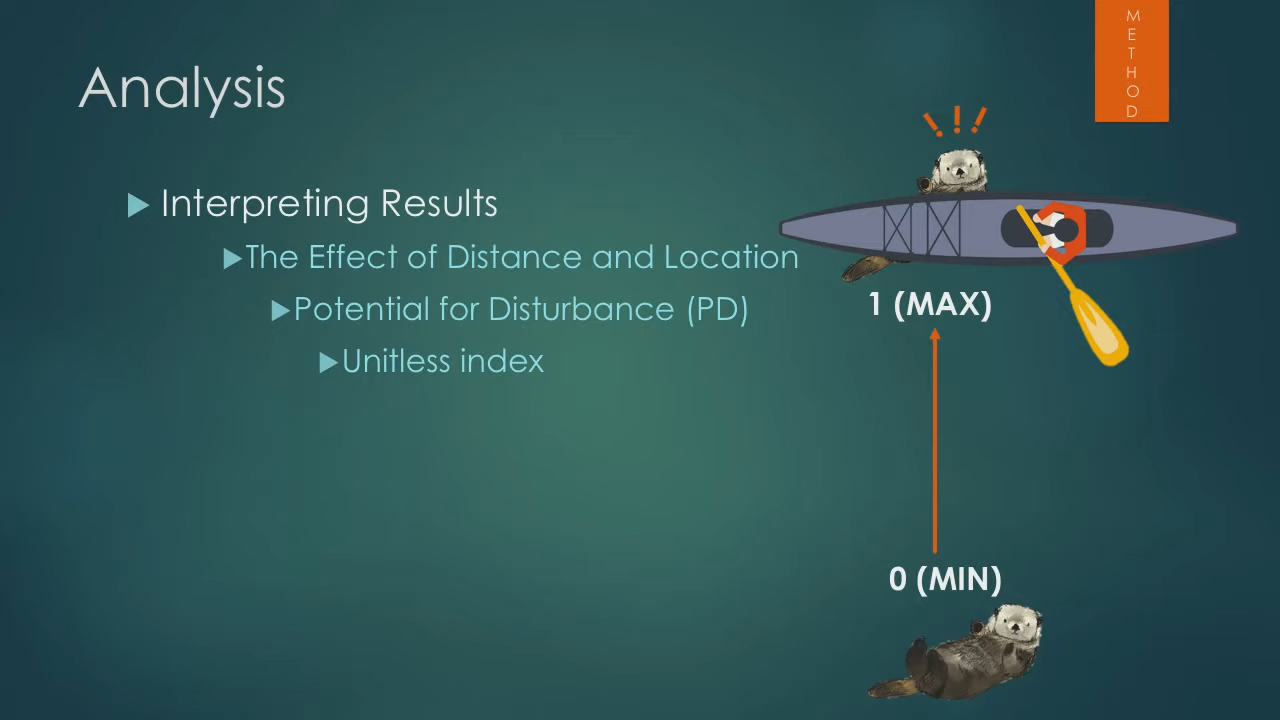 METHOD
Analysis
Interpreting Results
The Effect of Distance and Location
Potential for Disturbance (PD)
Unitless index
!!!
1 (MAX)
0 (MIN)